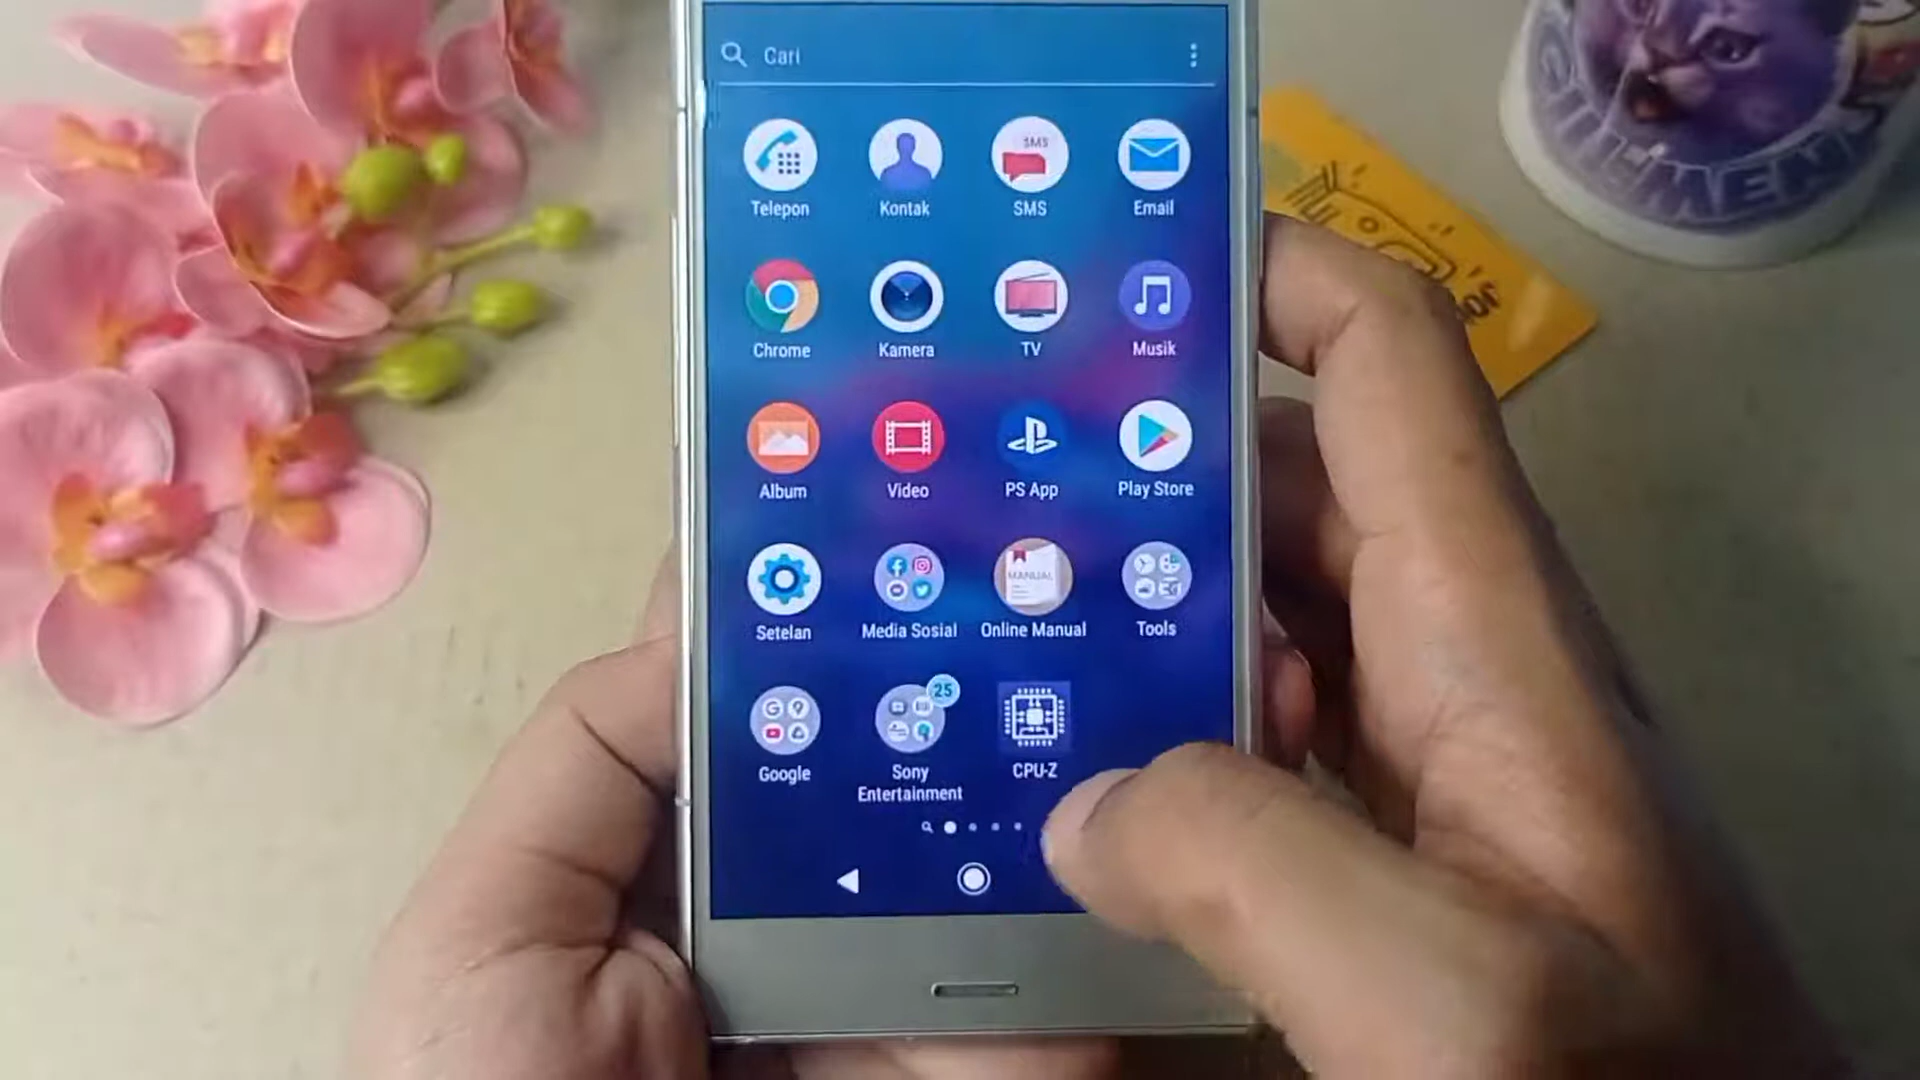 Cari
Telepon
Kontak
SMS
SMS
Email
Chrome
Kamera
TV
Musik
Album
Video
PS App
Play Store
MANUAL
Setelan
Media Sosial
Online Manual
Tools
25
Google
Sony
Entertainment
CPU-Z